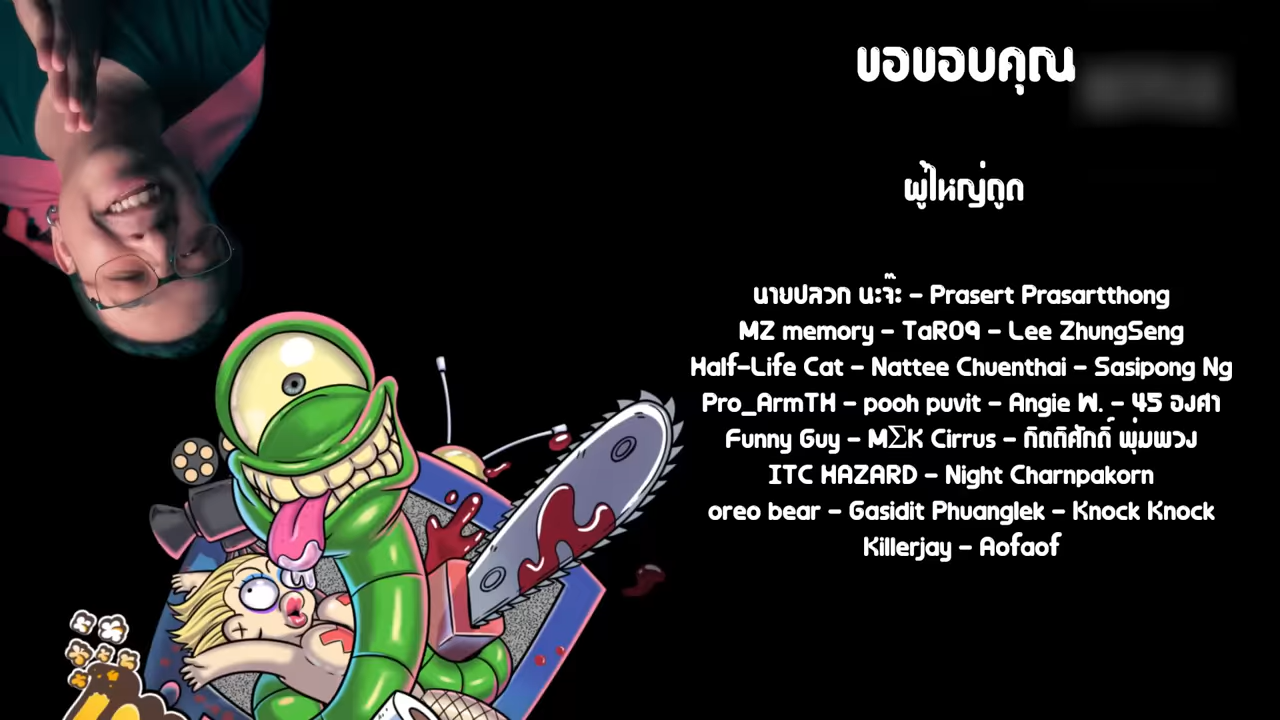 ขอขอบคุณ
ผู้ใหญ่ถูก
นายปลวก นะจ๊ะ - Prasert Prasartthong
MZ memory - TaRO9 - Lee ZhungSeng
Half-Life Cat - Nattee Chuenthai - Sasipong Ng
Pro_ArmTH - pooh puvit - Angie W. - 45 องศา
Funny Guy - MΣK Cirrus - กิตติศักดิ์ พุ่มพวง
ITC HAZARD - Night Charnpakorn
oreo bear - Gasidit Phuanglek - Knock Knock
Killerjay - Aofaof